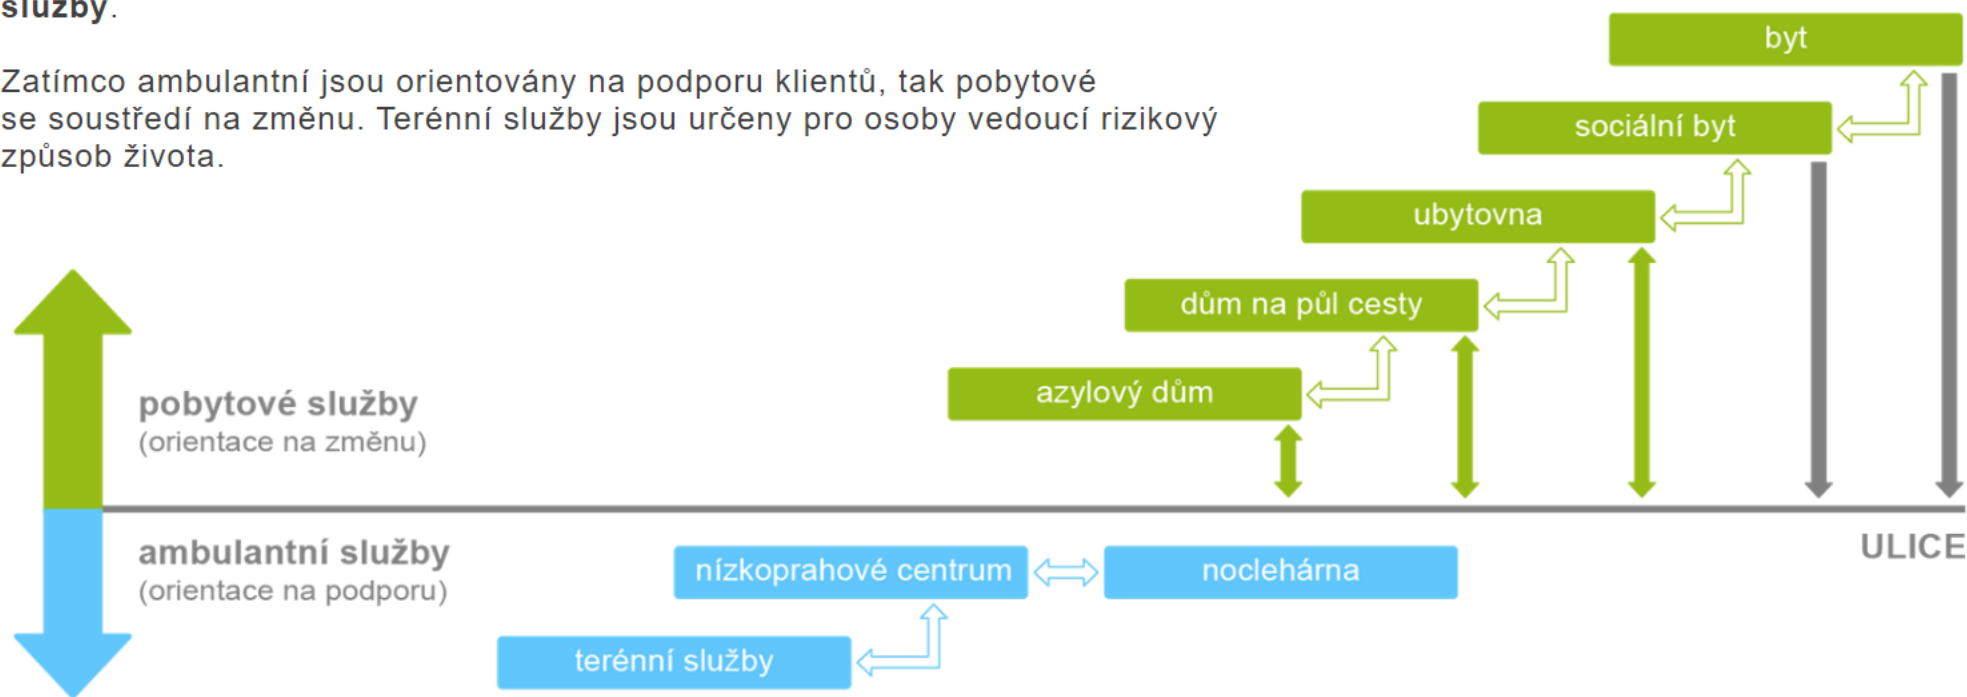 služby.
Zatímco ambulantní jsou orientovány na podporu klientů, tak pobytové
se soustředí na změnu. Terénní služby jsou určeny pro osoby vedoucí rizikový
způsob života.
byt
sociální byt
ubytovna
dům na půl cesty
azylový dům
pobytové služby
(orientace na změnu)
ambulantní služby
(orientace na podporu)
ULICE
nízkoprahové centrum
noclehárna
terénní služby